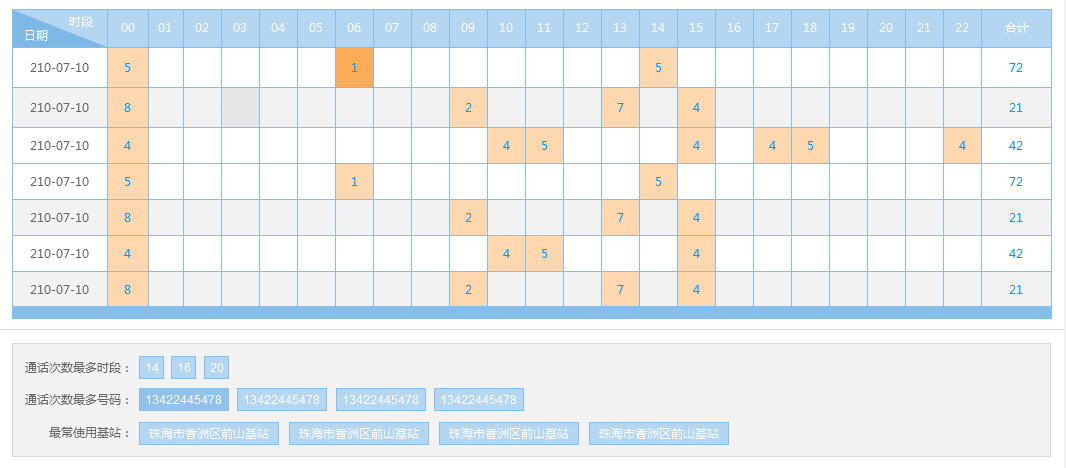 时段
日期 00 01 02 03 04 05 06 07 08 09 10 11 12 13 14 15 16 17 18 19 20 21 22 合计
210-07-10 5 1 5 72
210-07-10 8 2 7 4 21
210-07-10 4 4 5 4 4 5 4 42
210-07-10 5 1 5 72
210-07-10 8 2 7 4 21
210-07-10 4 4 5 4 42
210-07-10 8 2 7 4 21
通话次数最多时段： 14 16 20
通话次数最多号码： 13422445478 13422445478 13422445478 13422445478
最常使用基站： 珠海市香洲区前山基站 珠海市香洲区前山基站 珠海市香洲区前山基站 珠海市香洲区前山基站